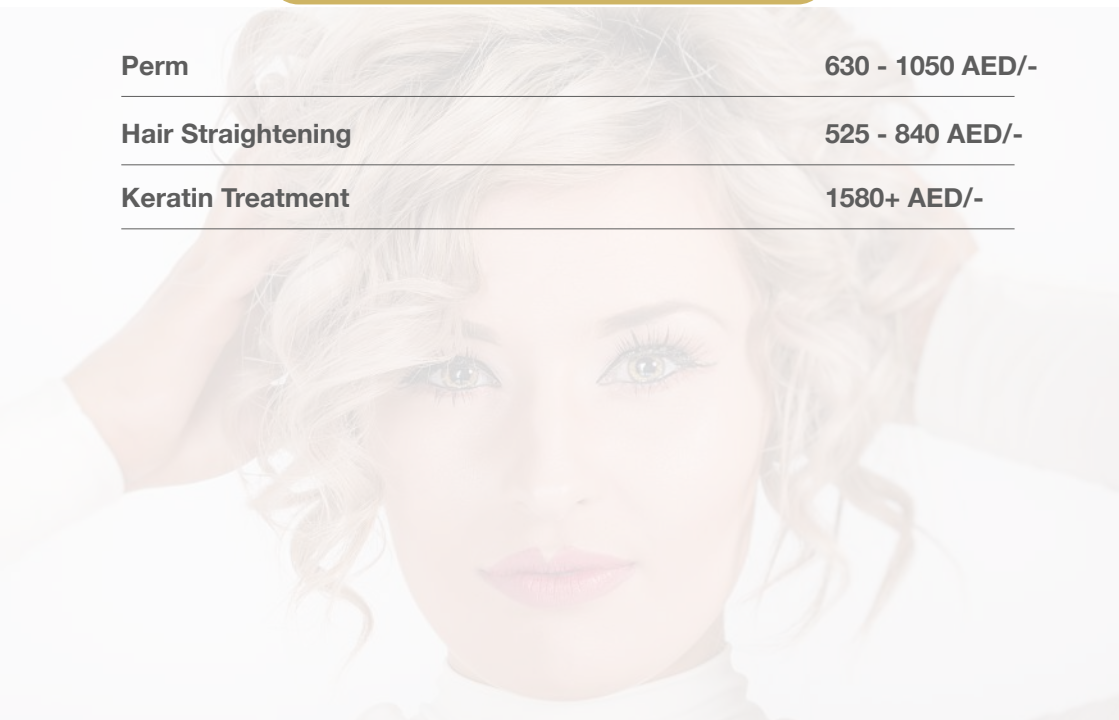 Perm 630 - 1050 AED/-
Hair Straightening 525 - 840 AED/-
Keratin Treatment 1580+ AED/-